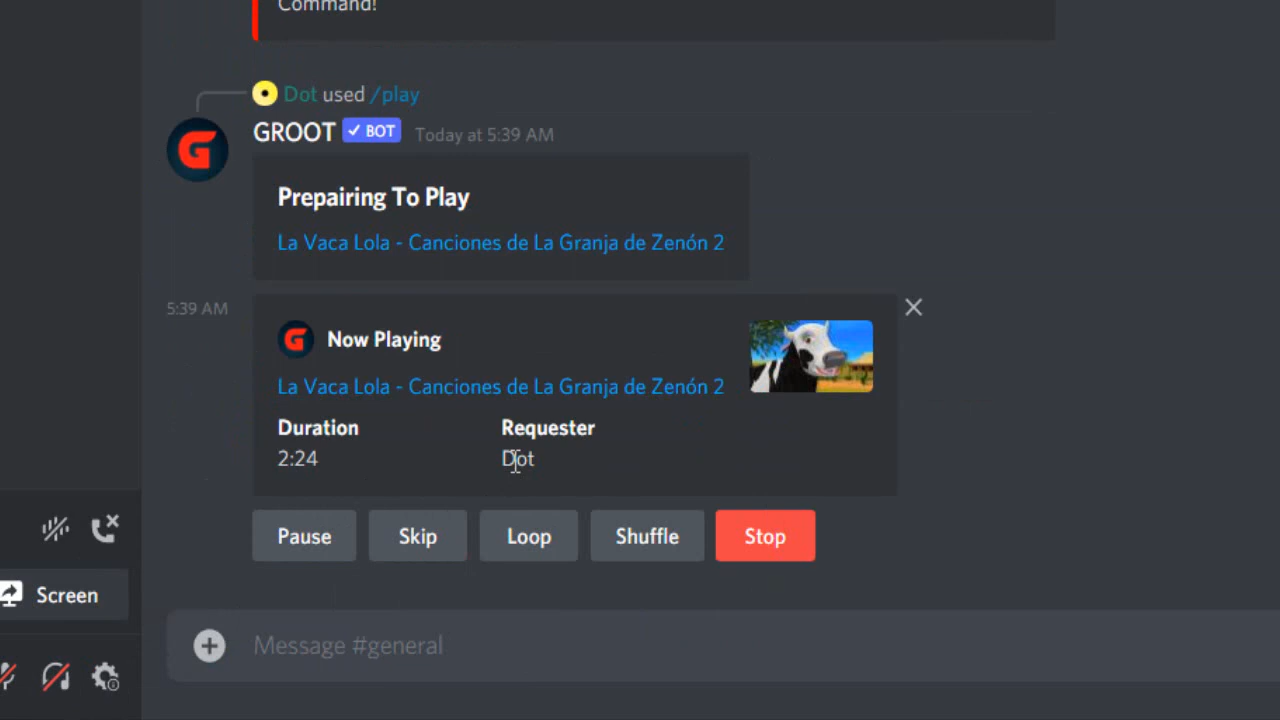 Command!
Dot used /play
GROOT ✓ BOT Today at 5:39 AM
Prepairing To Play
La Vaca Lola - Canciones de La Granja de Zenón 2
5:39 AM
Now Playing
La Vaca Lola - Canciones de La Granja de Zenón 2
Duration Requester
2:24 Dot
Pause Skip Loop Shuffle Stop
Screen
Message #general